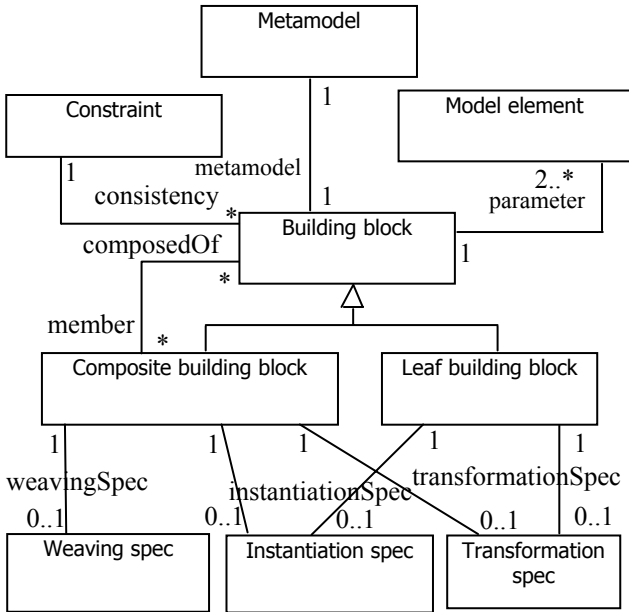 Metamodel
1
Constraint
Model element
1
metamodel
2..*
consistency
parameter
*
1
Building block
composedOf
1
*
member
*
Composite building block
Leaf building block
1
1
1
1
1
weavingSpec
instantiationSpec
transformationSpec
0..1
0..1
0..1
0..1
0..1
Weaving spec
Instantiation spec
Transformation
spec